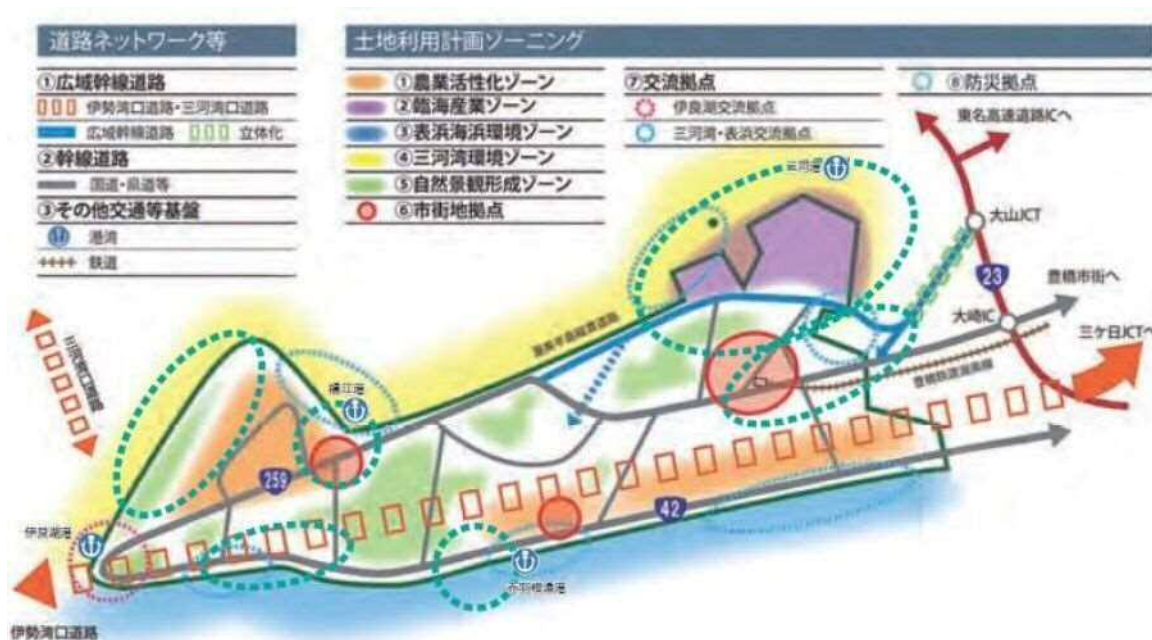 道路ネットワーク等
①広域幹線道路
伊勢湾口道路・三河湾口道路
広域幹線道路 立体化
②幹線道路
国道・県道等
③その他交通等基盤
港湾
鉄道
土地利用計画ゾーニング
①農業活性化ゾーン
②臨海産業ゾーン
③表浜海浜環境ゾーン
④三河湾環境ゾーン
⑤自然景観形成ゾーン
⑥市街地拠点
⑦交流拠点
伊良湖交流拠点
三河湾・表浜交流拠点
⑧防災拠点
東名高速道路ICへ
三河港
大山JCT
23
豊橋市街へ
大崎IC
三ケ日JCTへ
豊橋鉄道渥美線
渥美半島縦貫道路
福江港
259
42
伊良湖港
赤羽根漁港
伊勢湾口道路